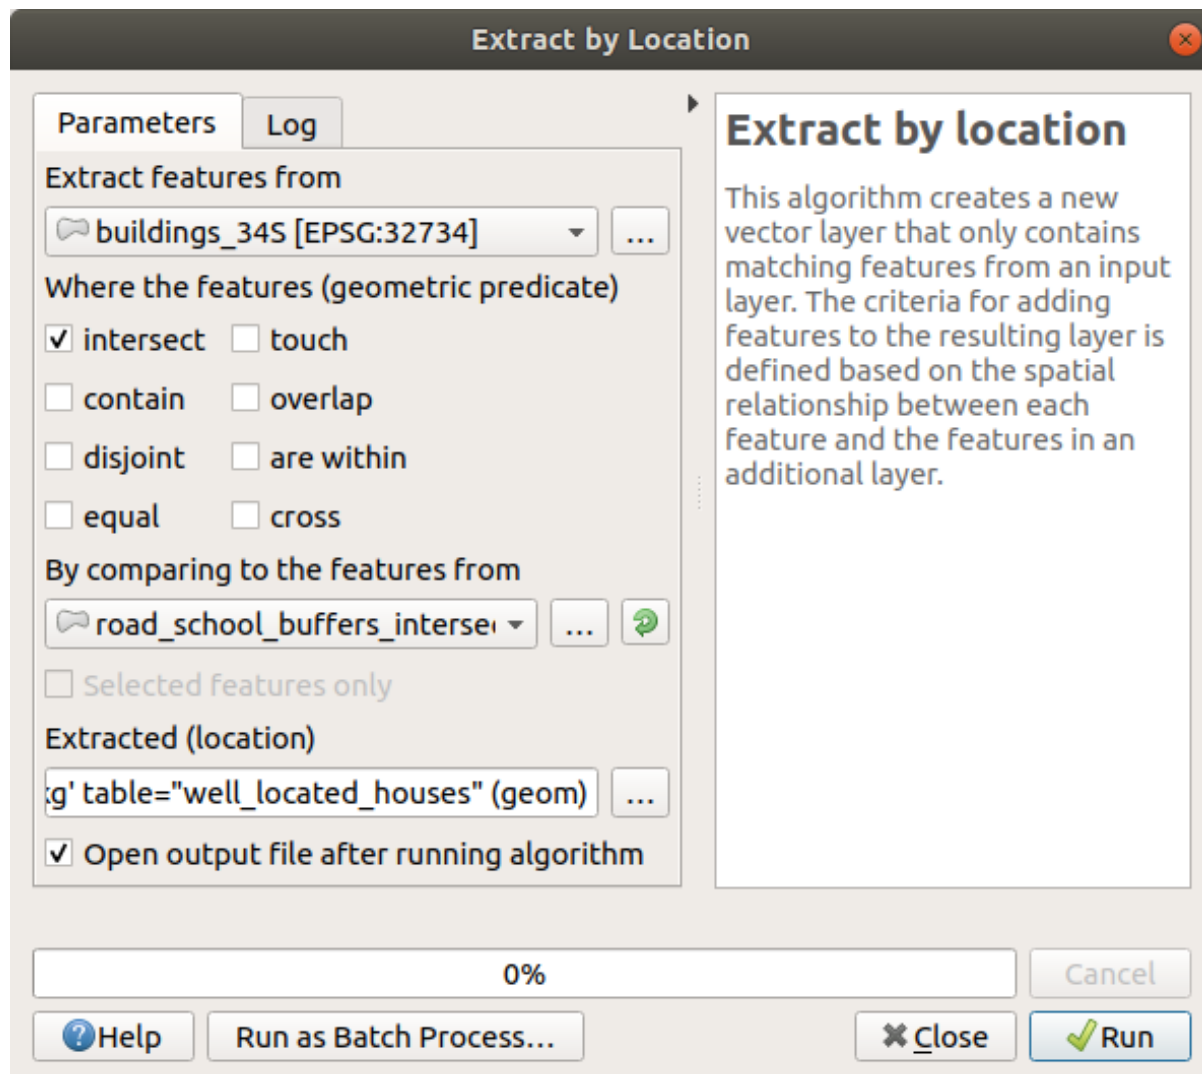 Extract by Location
Parameters
Log
Extract features from
buildings_34S [EPSG:32734]
...
Where the features (geometric predicate)
intersect
touch
contain
overlap
disjoint
are within
equal
cross
By comparing to the features from
road_school_buffers_interse
...
Selected features only
Extracted (location)
g' table="well_located_houses" (geom)
...
Open output file after running algorithm
Extract by location
This algorithm creates a new
vector layer that only contains
matching features from an input
layer. The criteria for adding
features to the resulting layer is
defined based on the spatial
relationship between each
feature and the features in an
additional layer.
0%
Cancel
Help
Run as Batch Process...
Close
Run